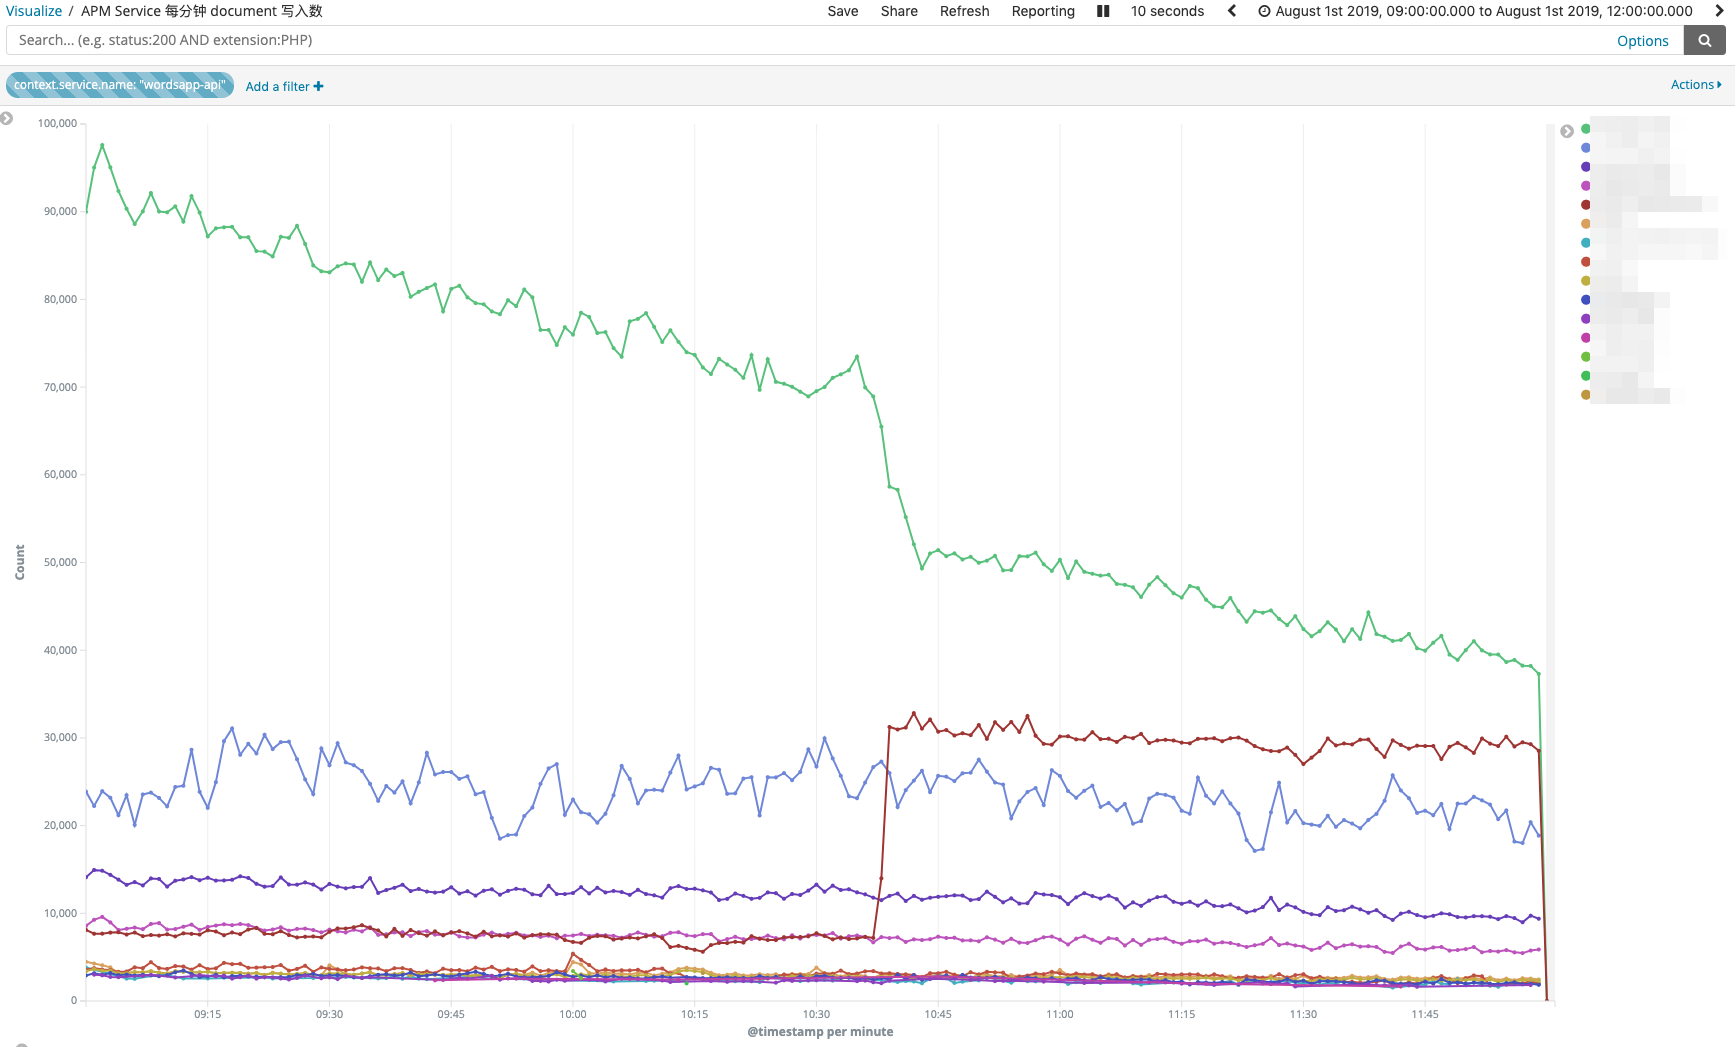 Visualize / APM Service 每分钟 document 写入数 Save Share Refresh Reporting 10 seconds August 1st 2019, 09:00:00.000 to August 1st 2019, 12:00:00.000
Search... (e.g. status:200 AND extension:PHP) Options
context.service.name: "wordsapp-api" Add a filter Actions
100,000
90,000
80,000
70,000
60,000
50,000
40,000
30,000
20,000
10,000
0
Count
09:15 09:30 09:45 10:00 10:15 10:30 10:45 11:00 11:15 11:30 11:45
@timestamp per minute